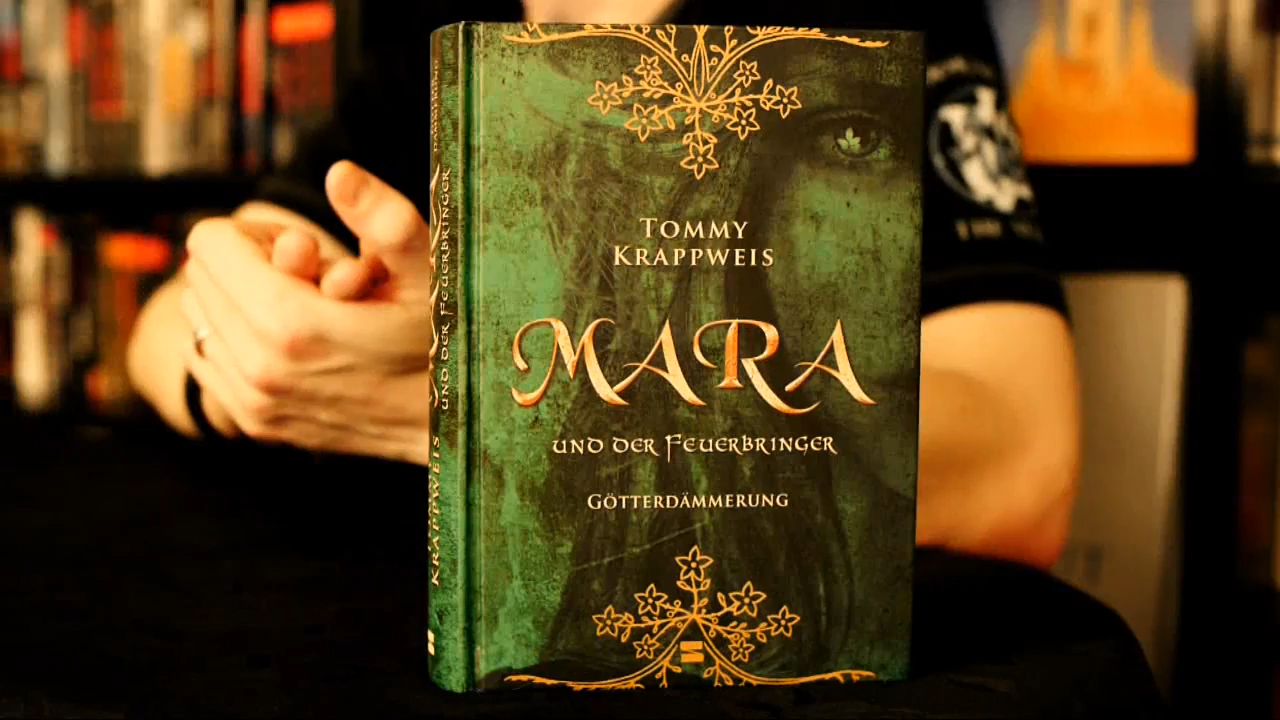 TOMMY
KRAPPWEIS
MARA
UND DER FEUERBRINGER
GÖTTERDÄMMERUNG
KRAPPWEIS
UND DER FEUERBRINGER